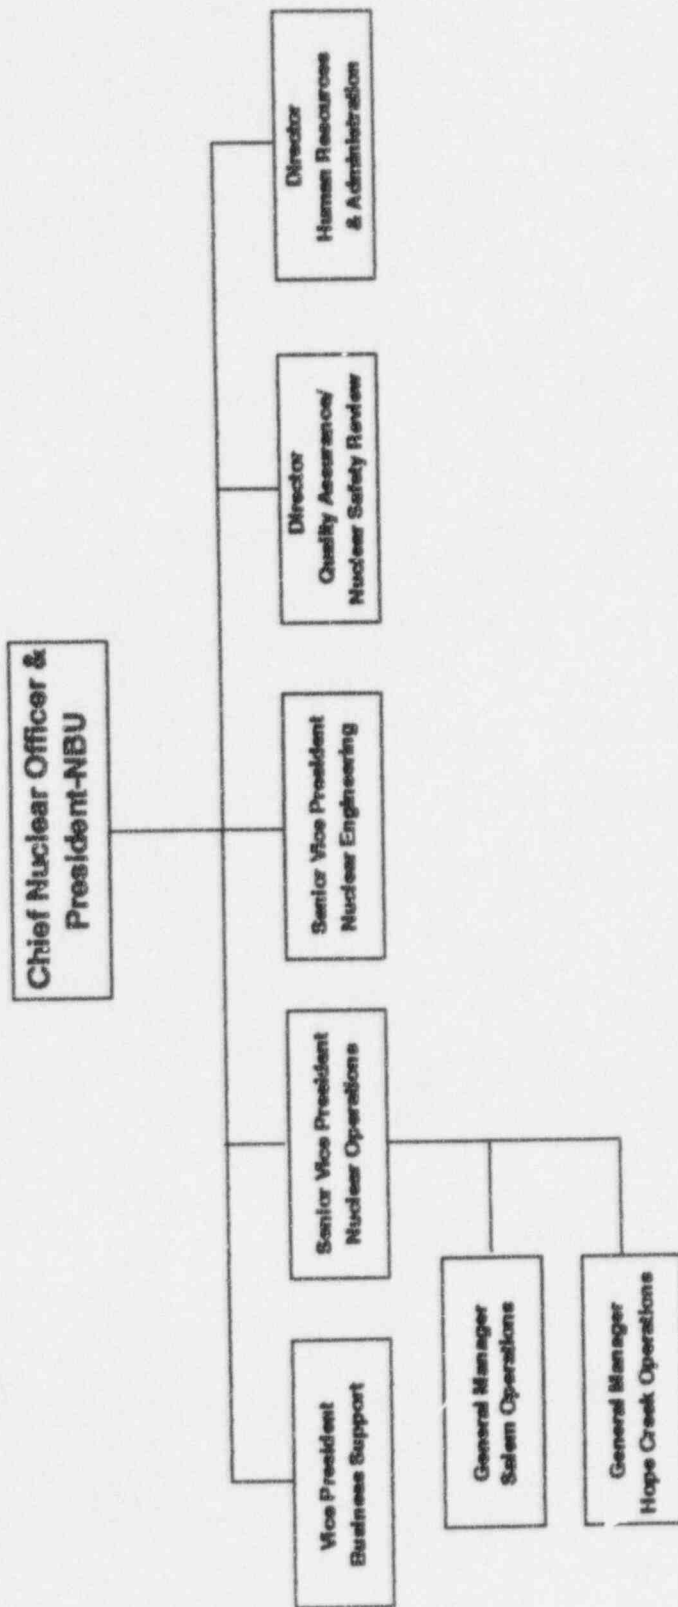 Chief Nuclear Officer &
President-NBU
Vice President
Business Support
Senior Vice President
Nuclear Operations
Senior Vice President
Nuclear Engineering
Director
Quality Assurance/
Nuclear Safety Review
Director
Human Resources
& Administration
General Manager
Salem Operations
General Manager
Hope Creek Operations